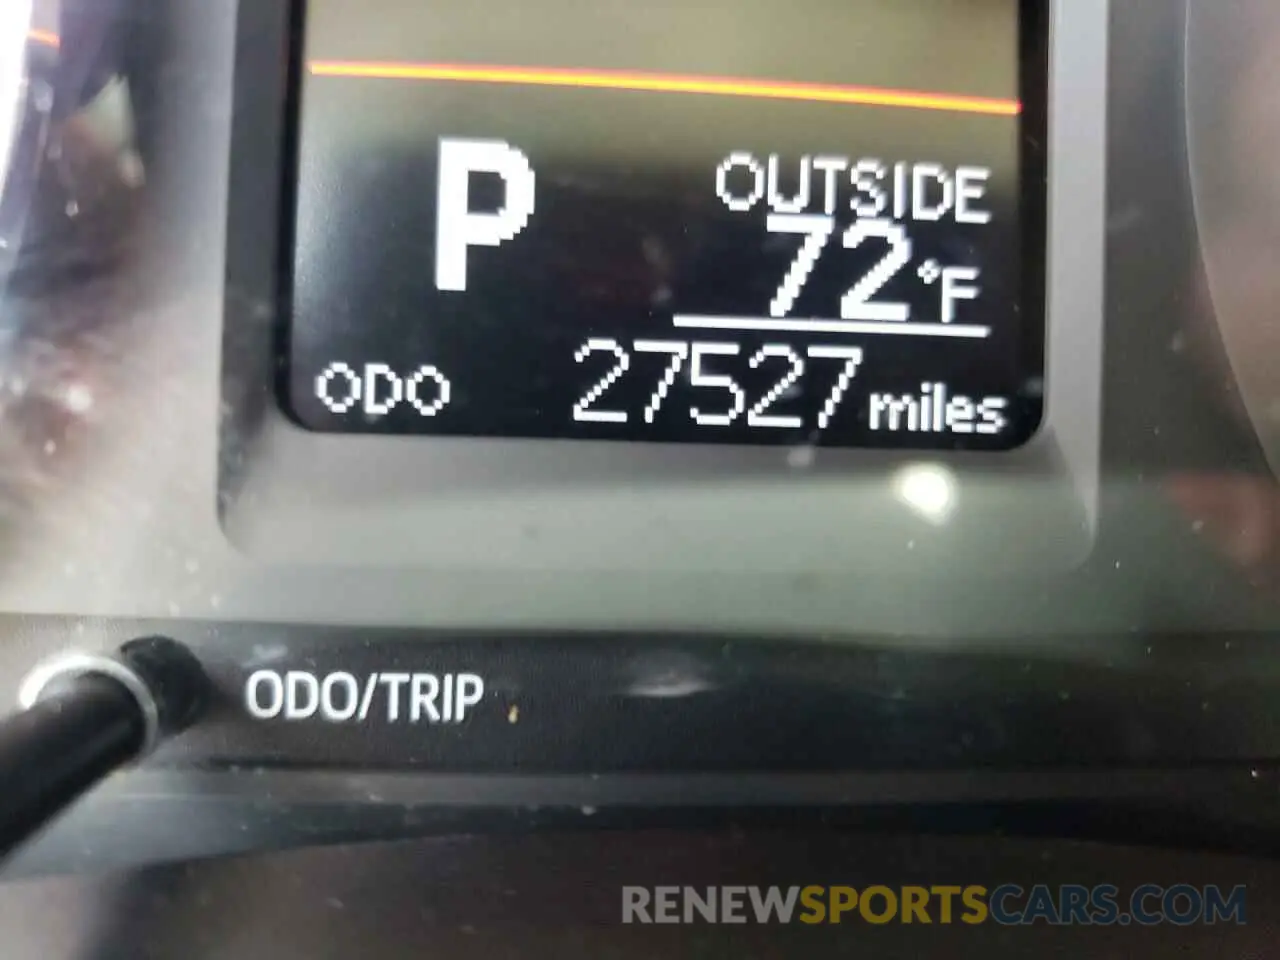 P
OUTSIDE
72°F
ODO 27527 miles
ODO/TRIP
RENEWSPORTSCARS.COM